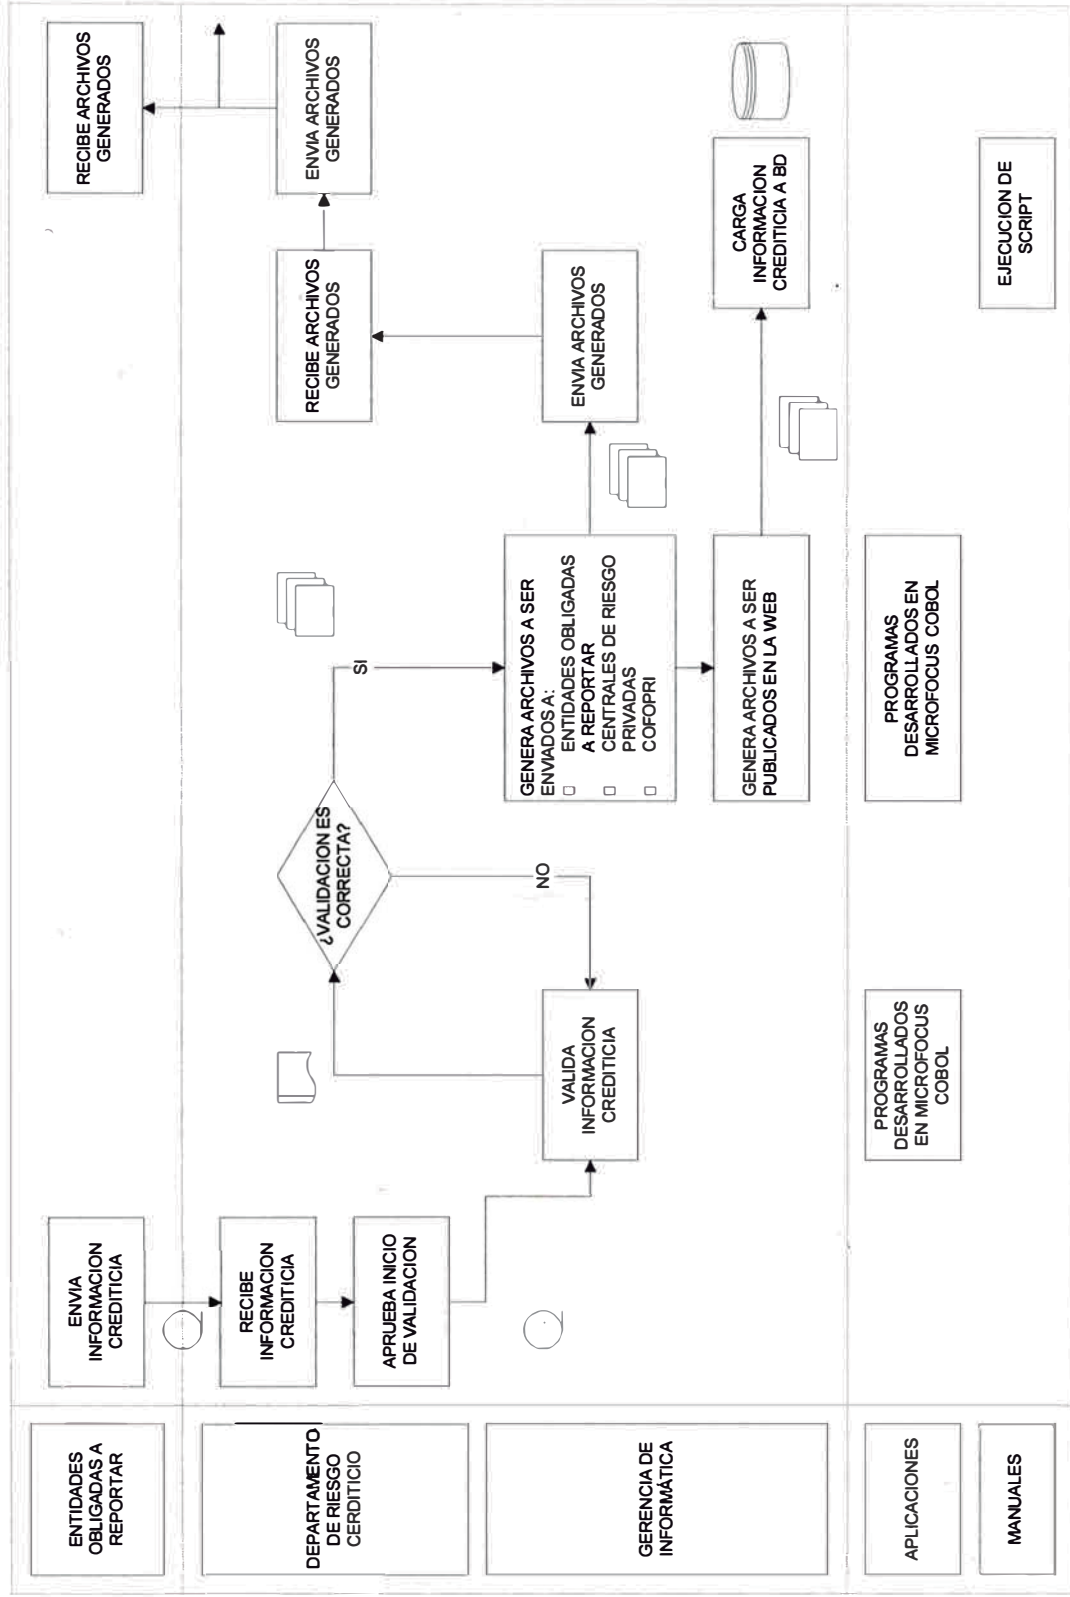 ENTIDADES
OBLIGADAS A
REPORTAR
ENVIA
INFORMACION
CREDITICIA
RECIBE ARCHIVOS
GENERADOS
DEPARTAMENTO
DE RIESGO
CERDITICIO
RECIBE
INFORMACION
CREDITICIA
APRUEBA INICIO
DE VALIDACION
¿VALIDACION ES
CORRECTA?
SI
NO
RECIBE ARCHIVOS
GENERADOS
ENVIA ARCHIVOS
GENERADOS
GERENCIA DE
INFORMÁTICA
VALIDA
INFORMACION
CREDITICIA
GENERA ARCHIVOS A SER
ENVIADOS A:
ENTIDADES OBLIGADAS
A REPORTAR
CENTRALES DE RIESGO
PRIVADAS
COFOPRI
ENVIA ARCHIVOS
GENERADOS
GENERA ARCHIVOS A SER
PUBLICADOS EN LA WEB
CARGA
INFORMACION
CREDITICIA A BD
APLICACIONES
PROGRAMAS
DESARROLLADOS
EN MICROFOCUS
COBOL
PROGRAMAS
DESARROLLADOS EN
MICROFOCUS COBOL
MANUALES
EJECUCION DE
SCRIPT